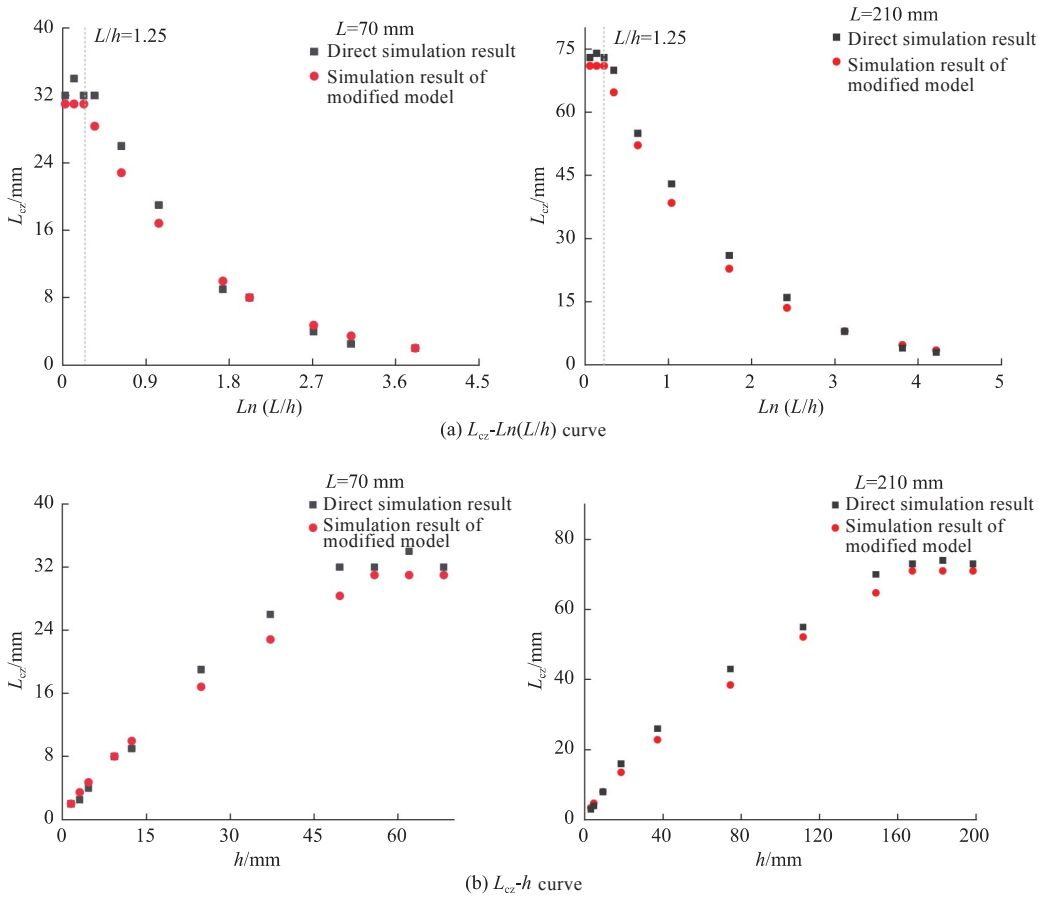 L=70 mm
Direct simulation result
Simulation result of
modified model
L/h=1.25
40
32
24
16
8
0
Lcz/mm
0 0.9 1.8 2.7 3.6 4.5
Ln (L/h)
L=210 mm
Direct simulation result
Simulation result of
modified model
L/h=1.25
75
60
45
30
15
0
Lcz/mm
0 1 2 3 4 5
Ln (L/h)
(a) Lcz-Ln(L/h) curve
L=70 mm
Direct simulation result
Simulation result of
modified model
40
32
24
16
8
0
Lcz/mm
0 15 30 45 60
h/mm
L=210 mm
Direct simulation result
Simulation result of
modified model
80
60
40
20
0
Lcz/mm
0 40 80 120 160 200
h/mm
(b) Lcz-h curve